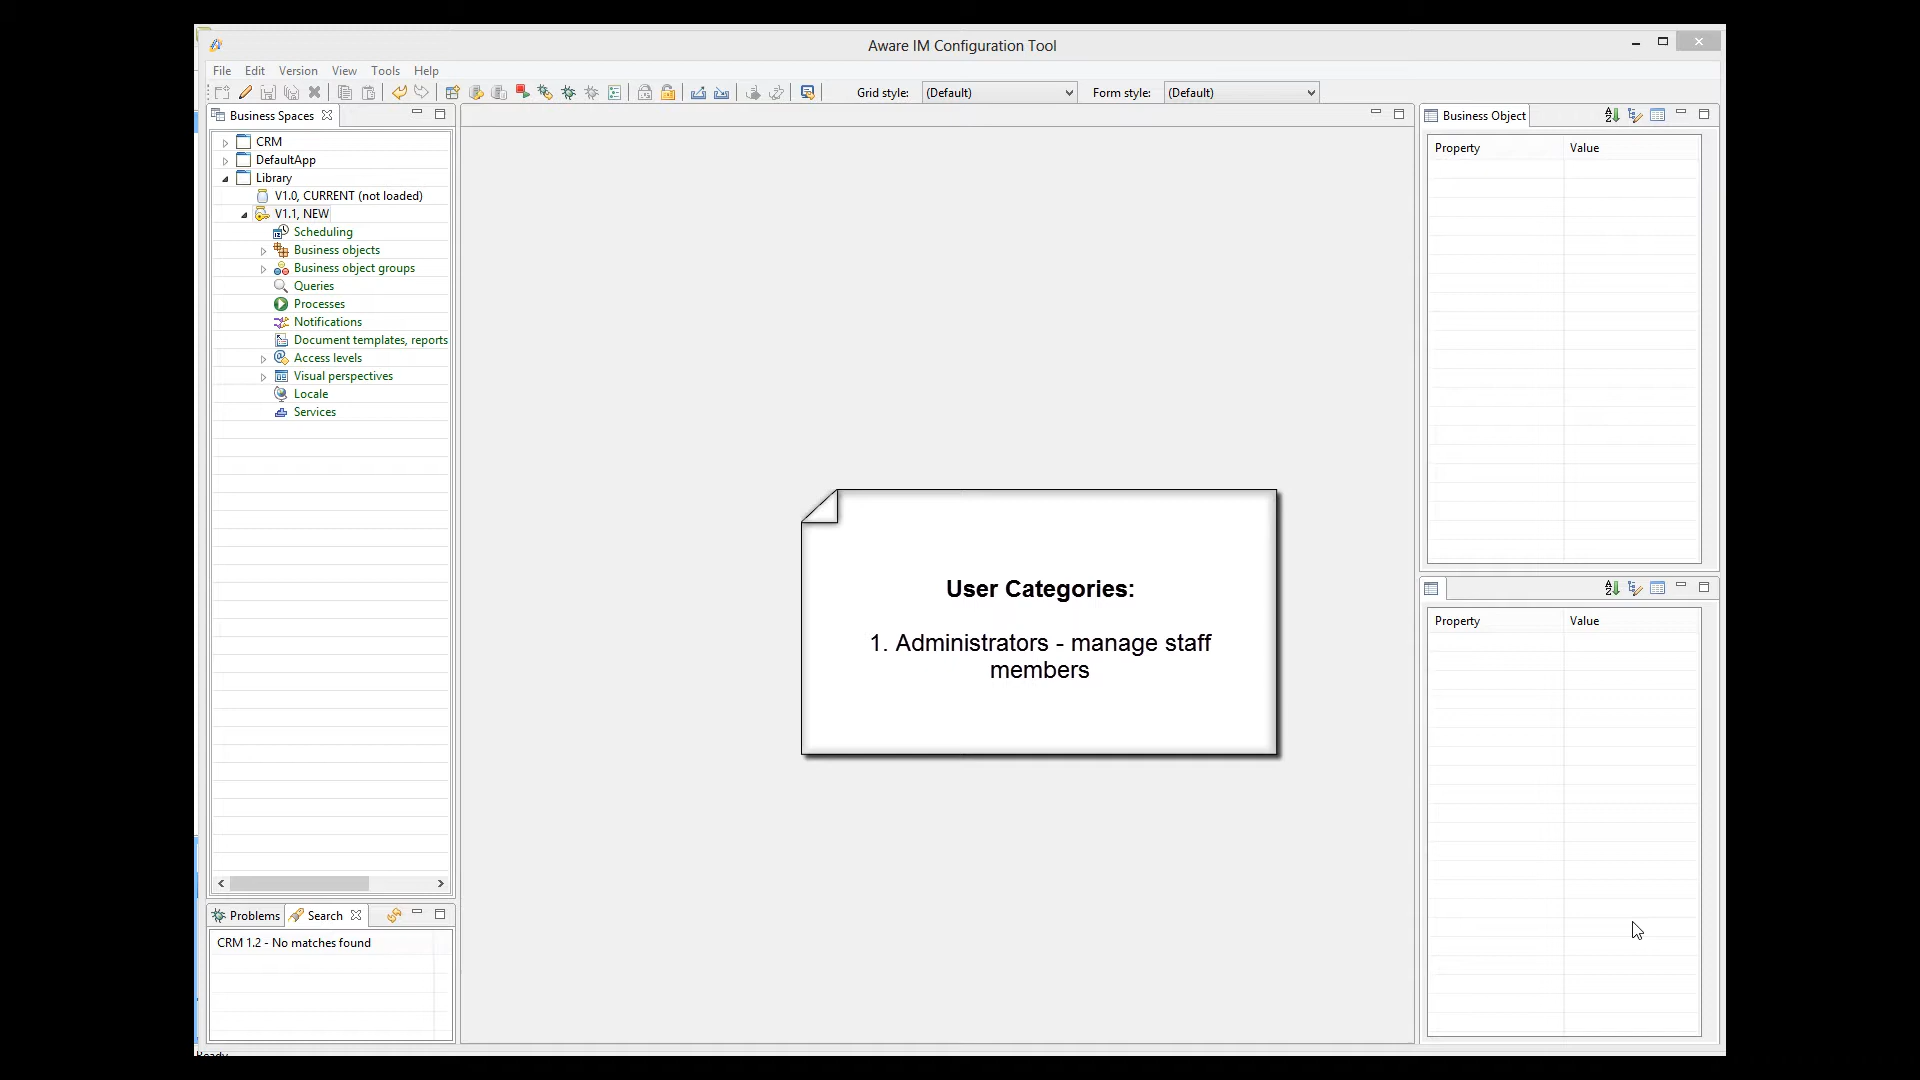 Aware IM Configuration Tool
File Edit Version View Tools Help
Grid style: (Default) Form style: (Default)
Business Spaces
CRM
DefaultApp
Library
V1.0, CURRENT (not loaded)
V1.1, NEW
Scheduling
Business objects
Business object groups
Queries
Processes
Notifications
Document templates, reports
Access levels
Visual perspectives
Locale
Services
Problems Search
CRM 1.2 - No matches found
User Categories:
1. Administrators - manage staff
members
Business Object
Property Value
Property Value
Ready